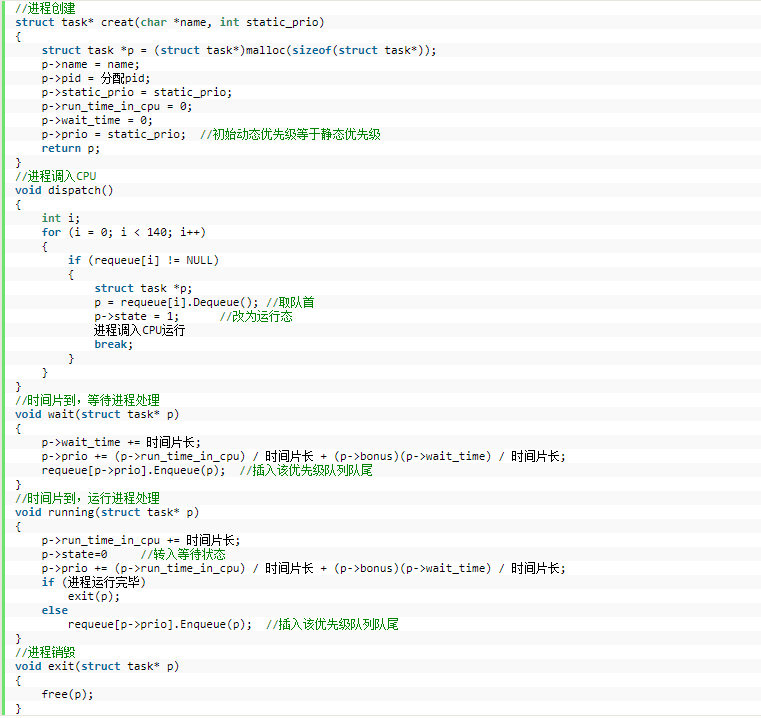 //进程创建
struct task* creat(char *name, int static_prio)
{
    struct task *p = (struct task*)malloc(sizeof(struct task*));
    p->name = name;
    p->pid = 分配pid;
    p->static_prio = static_prio;
    p->run_time_in_cpu = 0;
    p->wait_time = 0;
    p->prio = static_prio;  //初始动态优先级等于静态优先级
    return p;
}
//进程调入CPU
void dispatch()
{
    int i;
    for (i = 0; i < 140; i++)
    {
        if (requeue[i] != NULL)
        {
            struct task *p;
            p = requeue[i].Dequeue(); //取队首
            p->state = 1;      //改为运行态
            进程调入CPU运行
            break;
        }
    }
}
//时间片到，等待进程处理
void wait(struct task* p)
{
    p->wait_time += 时间片长;
    p->prio += (p->run_time_in_cpu) / 时间片长 + (p->bonus)(p->wait_time) / 时间片长;
    requeue[p->prio].Enqueue(p);  //插入该优先级队列队尾
}
//时间片到，运行进程处理
void running(struct task* p)
{
    p->run_time_in_cpu += 时间片长;
    p->state=0     //转入等待状态
    p->prio += (p->run_time_in_cpu) / 时间片长 + (p->bonus)(p->wait_time) / 时间片长;
    if (进程运行完毕)
        exit(p);
    else
        requeue[p->prio].Enqueue(p);  //插入该优先级队列队尾
}
//进程销毁
void exit(struct task* p)
{
    free(p);
}